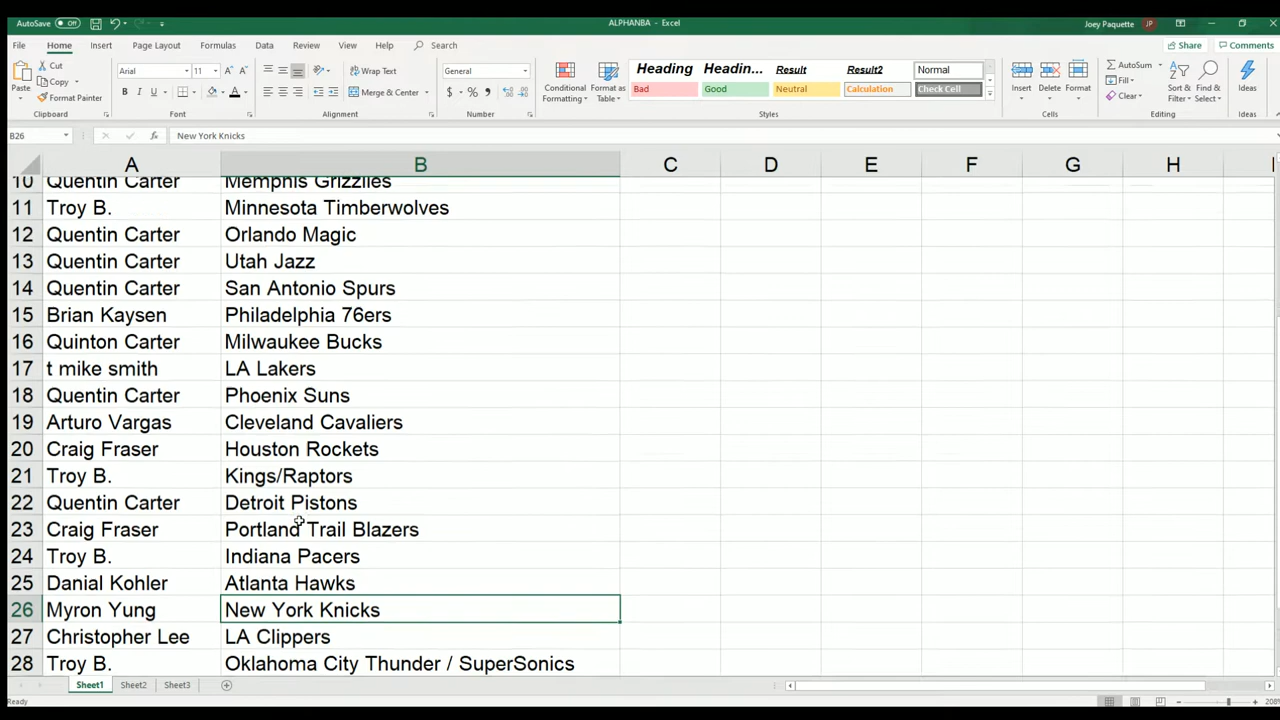 AutoSave Off ALPHANBA - Excel Joey Paquette JP
File Home Insert Page Layout Formulas Data Review View Help Search Share Comments
Paste Cut Copy Format Painter Clipboard
Arial 11 A A B I U A Font
Wrap Text Merge & Center Alignment
General $ % Number
Conditional Formatting Format as Table
Heading Headin... Result Result2 Normal
Bad Good Neutral Calculation Check Cell
Styles
Insert Delete Format Cells
AutoSum Fill Clear Sort & Filter Find & Select Editing
Ideas Ideas
B26 fx New York Knicks
A B C D E F G H
10 Quentin Carter Memphis Grizzlies
11 Troy B. Minnesota Timberwolves
12 Quentin Carter Orlando Magic
13 Quentin Carter Utah Jazz
14 Quentin Carter San Antonio Spurs
15 Brian Kaysen Philadelphia 76ers
16 Quinton Carter Milwaukee Bucks
17 t mike smith LA Lakers
18 Quentin Carter Phoenix Suns
19 Arturo Vargas Cleveland Cavaliers
20 Craig Fraser Houston Rockets
21 Troy B. Kings/Raptors
22 Quentin Carter Detroit Pistons
23 Craig Fraser Portland Trail Blazers
24 Troy B. Indiana Pacers
25 Danial Kohler Atlanta Hawks
26 Myron Yung New York Knicks
27 Christopher Lee LA Clippers
28 Troy B. Oklahoma City Thunder / SuperSonics
Sheet1 Sheet2 Sheet3
Ready